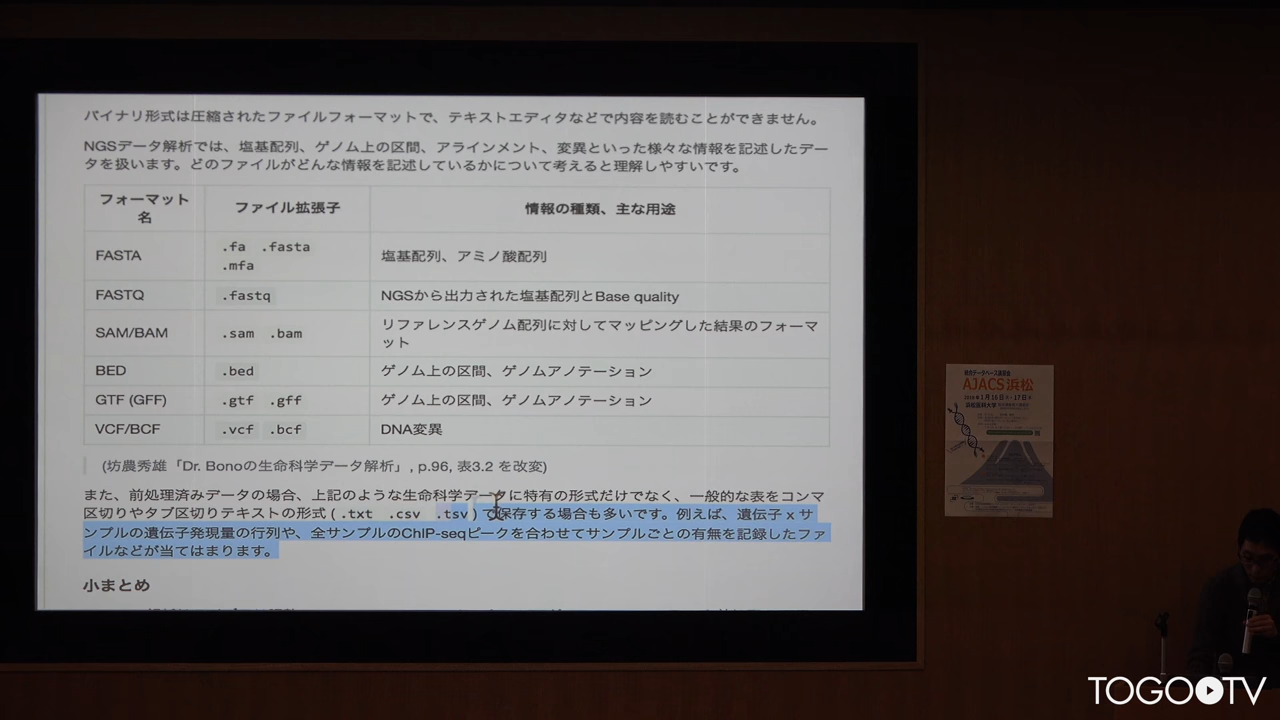 バイナリ形式は圧縮されたファイルフォーマットで、テキストエディタなどで内容を読むことができません。
NGSデータ解析では、塩基配列、ゲノム上の区間、アラインメント、変異といった様々な情報を記述したデー
タを扱います。どのファイルがどんな情報を記述しているかについて考えると理解しやすいです。
フォーマット
名
ファイル拡張子
情報の種類、主な用途
FASTA
.fa .fasta
.mfa
塩基配列、アミノ酸配列
FASTQ
.fastq
NGSから出力された塩基配列とBase quality
SAM/BAM
.sam .bam
リファレンスゲノム配列に対してマッピングした結果のフォーマ
ット
BED
.bed
ゲノム上の区間、ゲノムアノテーション
GTF (GFF)
.gtf .gff
ゲノム上の区間、ゲノムアノテーション
VCF/BCF
.vcf .bcf
DNA変異
(坊農秀雄「Dr. Bonoの生命科学データ解析」, p.96, 表3.2 を改変)
また、前処理済みデータの場合、上記のような生命科学データに特有の形式だけでなく、一般的な表をコンマ
区切りやタブ区切りテキストの形式 ( .txt .csv .tsv ) で保存する場合も多いです。例えば、遺伝子 x サ
ンプルの遺伝子発現量の行列や、全サンプルのChIP-seqピークを合わせてサンプルごとの有無を記録したファ
イルなどが当てはまります。
小まとめ
統合データベース講習会
AJACS浜松
浜松医科大学
TOGO TV